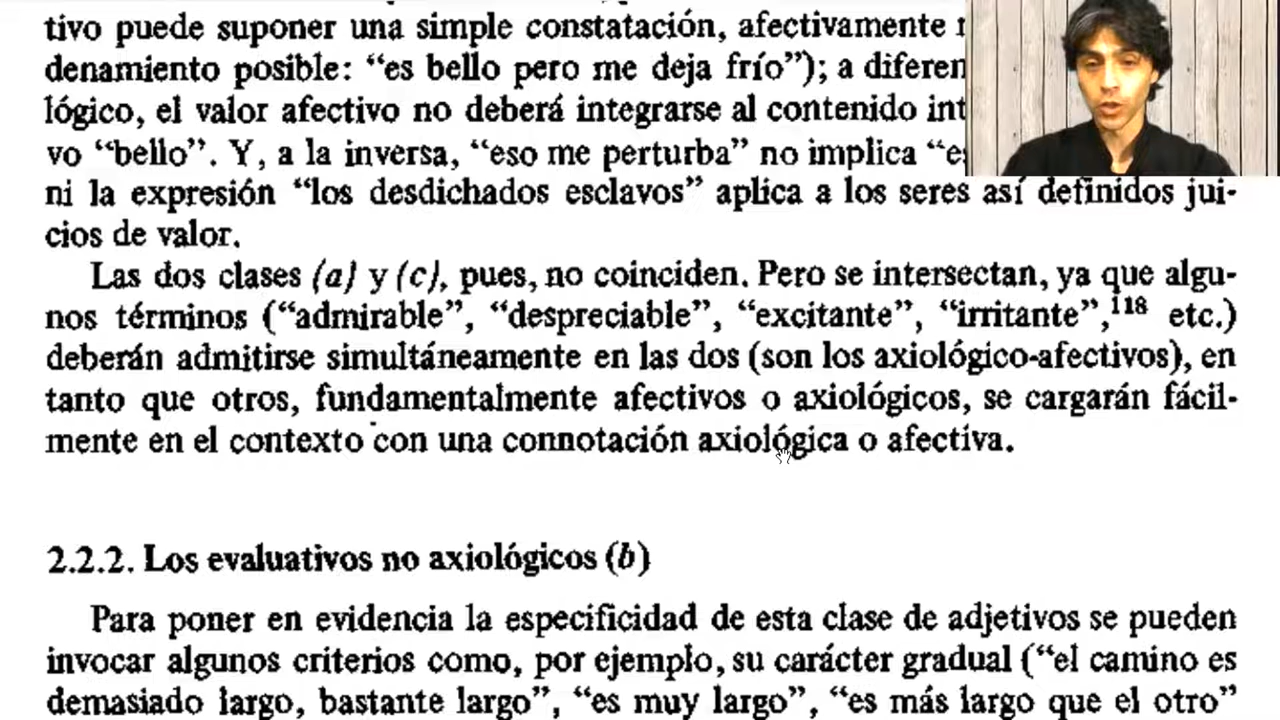 tivo puede suponer una simple constatación, afectivamente
denamiento posible: “es bello pero me deja frío”); a diferen
lógico, el valor afectivo no deberá integrarse al contenido int
vo “bello”. Y, a la inversa, “eso me perturba” no implica
ni la expresión “los desdichados esclavos” aplica a los seres así definidos jui-
cios de valor.
Las dos clases (a) y (c), pues, no coinciden. Pero se intersectan, ya que algu-
nos términos (“admirable”, “despreciable”, “excitante”, “irritante”,¹¹⁸ etc.)
deberán admitirse simultáneamente en las dos (son los axiológico-afectivos), en
tanto que otros, fundamentalmente afectivos o axiológicos, se cargarán fácil-
mente en el contexto con una connotación axiológica o afectiva.
2.2.2. Los evaluativos no axiológicos (b)
Para poner en evidencia la especificidad de esta clase de adjetivos se pueden
invocar algunos criterios como, por ejemplo, su carácter gradual (“el camino es
demasiado largo, bastante largo”, “es muy largo”, “es más largo que el otro”